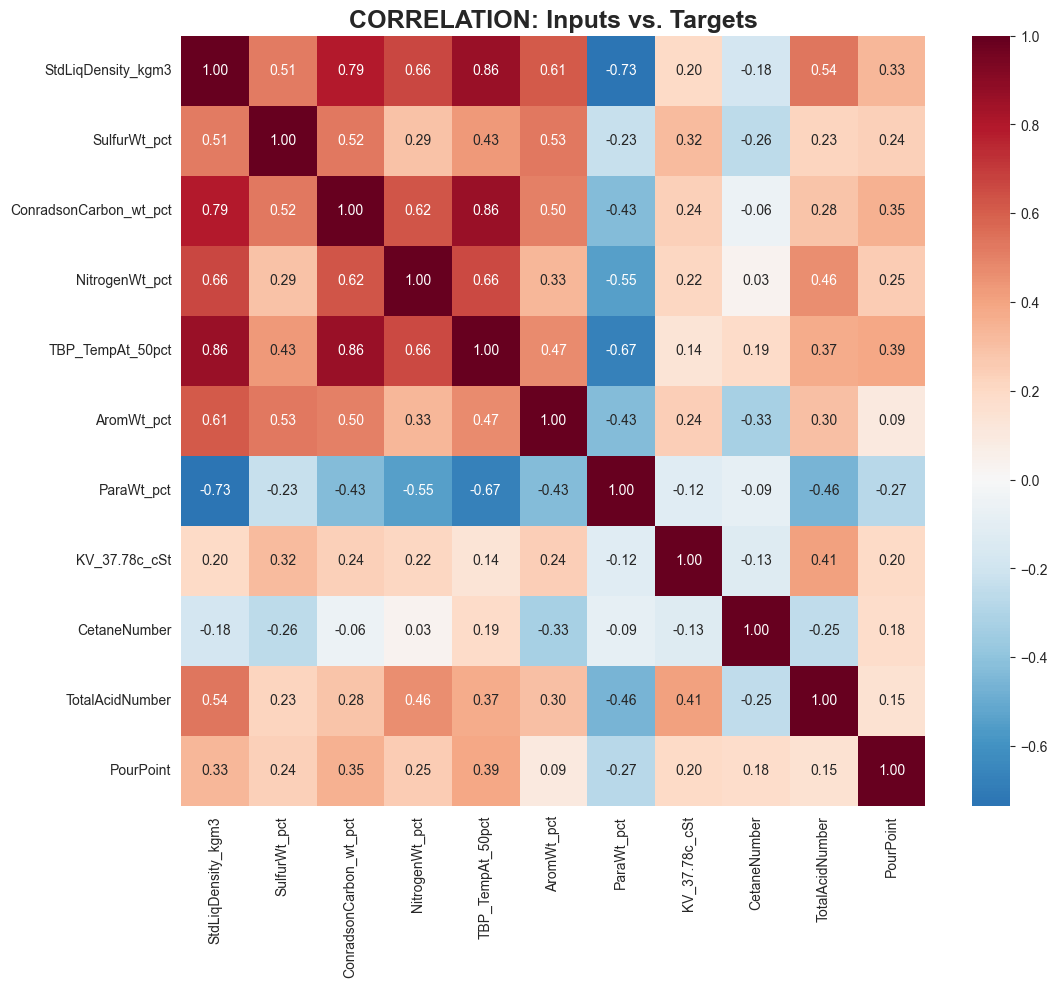 CORRELATION: Inputs vs. Targets
StdLiqDensity_kgm3 1.00 0.51 0.79 0.66 0.86 0.61 -0.73 0.20 -0.18 0.54 0.33
SulfurWt_pct 0.51 1.00 0.52 0.29 0.43 0.53 -0.23 0.32 -0.26 0.23 0.24
ConradsonCarbon_wt_pct 0.79 0.52 1.00 0.62 0.86 0.50 -0.43 0.24 -0.06 0.28 0.35
NitrogenWt_pct 0.66 0.29 0.62 1.00 0.66 0.33 -0.55 0.22 0.03 0.46 0.25
TBP_TempAt_50pct 0.86 0.43 0.86 0.66 1.00 0.47 -0.67 0.14 0.19 0.37 0.39
AromWt_pct 0.61 0.53 0.50 0.33 0.47 1.00 -0.43 0.24 -0.33 0.30 0.09
ParaWt_pct -0.73 -0.23 -0.43 -0.55 -0.67 -0.43 1.00 -0.12 -0.09 -0.46 -0.27
KV_37.78c_cSt 0.20 0.32 0.24 0.22 0.14 0.24 -0.12 1.00 -0.13 0.41 0.20
CetaneNumber -0.18 -0.26 -0.06 0.03 0.19 -0.33 -0.09 -0.13 1.00 -0.25 0.18
TotalAcidNumber 0.54 0.23 0.28 0.46 0.37 0.30 -0.46 0.41 -0.25 1.00 0.15
PourPoint 0.33 0.24 0.35 0.25 0.39 0.09 -0.27 0.20 0.18 0.15 1.00
StdLiqDensity_kgm3
SulfurWt_pct
ConradsonCarbon_wt_pct
NitrogenWt_pct
TBP_TempAt_50pct
AromWt_pct
ParaWt_pct
KV_37.78c_cSt
CetaneNumber
TotalAcidNumber
PourPoint
1.0
0.8
0.6
0.4
0.2
0.0
−0.2
−0.4
−0.6